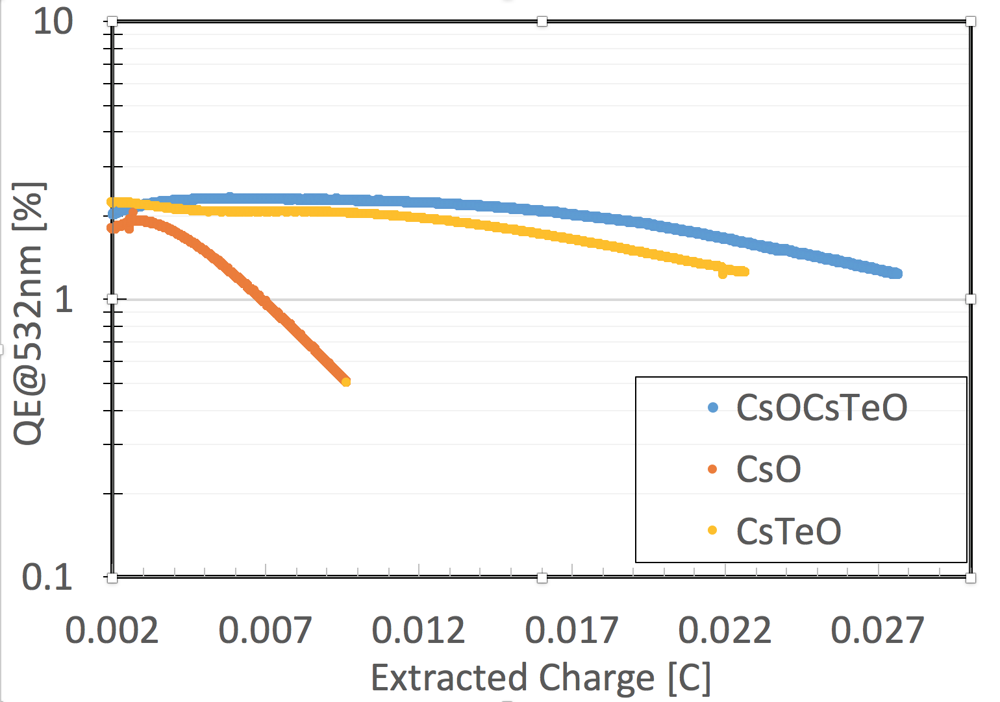 10
1
0.1
QE@532nm [%]
0.002 0.007 0.012 0.017 0.022 0.027
Extracted Charge [C]
CsOCsTeO
CsO
CsTeO